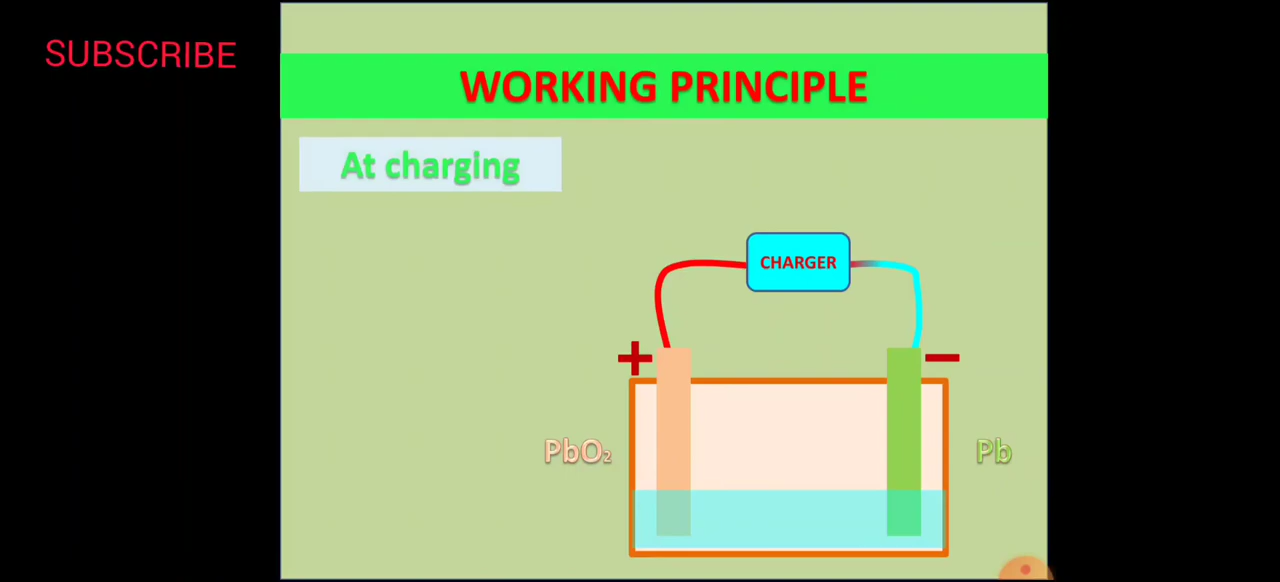 SUBSCRIBE
WORKING PRINCIPLE
At charging
CHARGER
+ −
PbO₂ Pb